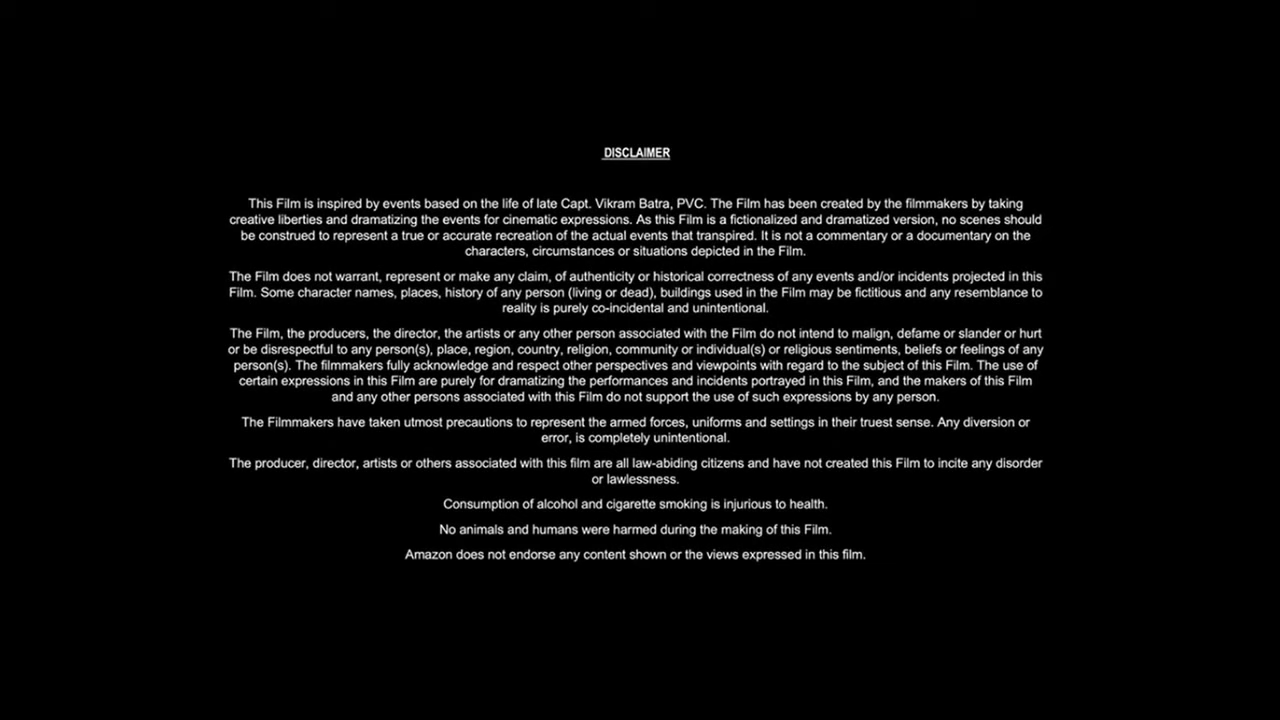 DISCLAIMER
This Film is inspired by events based on the life of late Capt. Vikram Batra, PVC. The Film has been created by the filmmakers by taking
creative liberties and dramatizing the events for cinematic expressions. As this Film is a fictionalized and dramatized version, no scenes should
be construed to represent a true or accurate recreation of the actual events that transpired. It is not a commentary or a documentary on the
characters, circumstances or situations depicted in the Film.
The Film does not warrant, represent or make any claim, of authenticity or historical correctness of any events and/or incidents projected in this
Film. Some character names, places, history of any person (living or dead), buildings used in the Film may be fictitious and any resemblance to
reality is purely co-incidental and unintentional.
The Film, the producers, the director, the artists or any other person associated with the Film do not intend to malign, defame or slander or hurt
or be disrespectful to any person(s), place, region, country, religion, community or individual(s) or religious sentiments, beliefs or feelings of any
person(s). The filmmakers fully acknowledge and respect other perspectives and viewpoints with regard to the subject of this Film. The use of
certain expressions in this Film are purely for dramatizing the performances and incidents portrayed in this Film, and the makers of this Film
and any other persons associated with this Film do not support the use of such expressions by any person.
The Filmmakers have taken utmost precautions to represent the armed forces, uniforms and settings in their truest sense. Any diversion or
error, is completely unintentional.
The producer, director, artists or others associated with this film are all law-abiding citizens and have not created this Film to incite any disorder
or lawlessness.
Consumption of alcohol and cigarette smoking is injurious to health.
No animals and humans were harmed during the making of this Film.
Amazon does not endorse any content shown or the views expressed in this film.